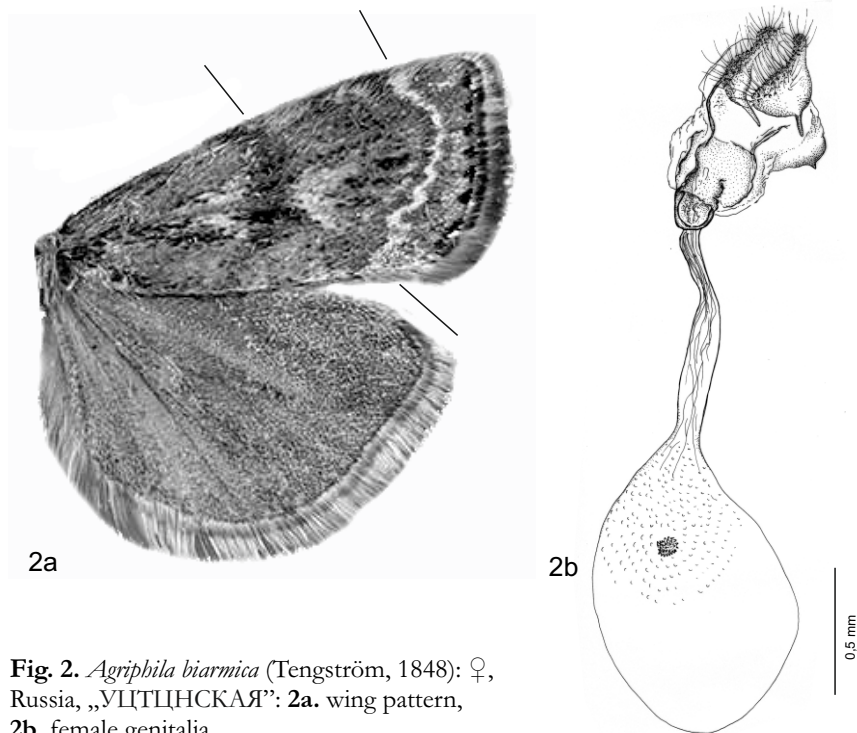 2a
2b
0,5 mm
Fig. 2. Agriphila biarmica (Tengström, 1848): ♀,
Russia, „УЦТЦНСКАЯ”: 2a. wing pattern,
2b. female genitalia